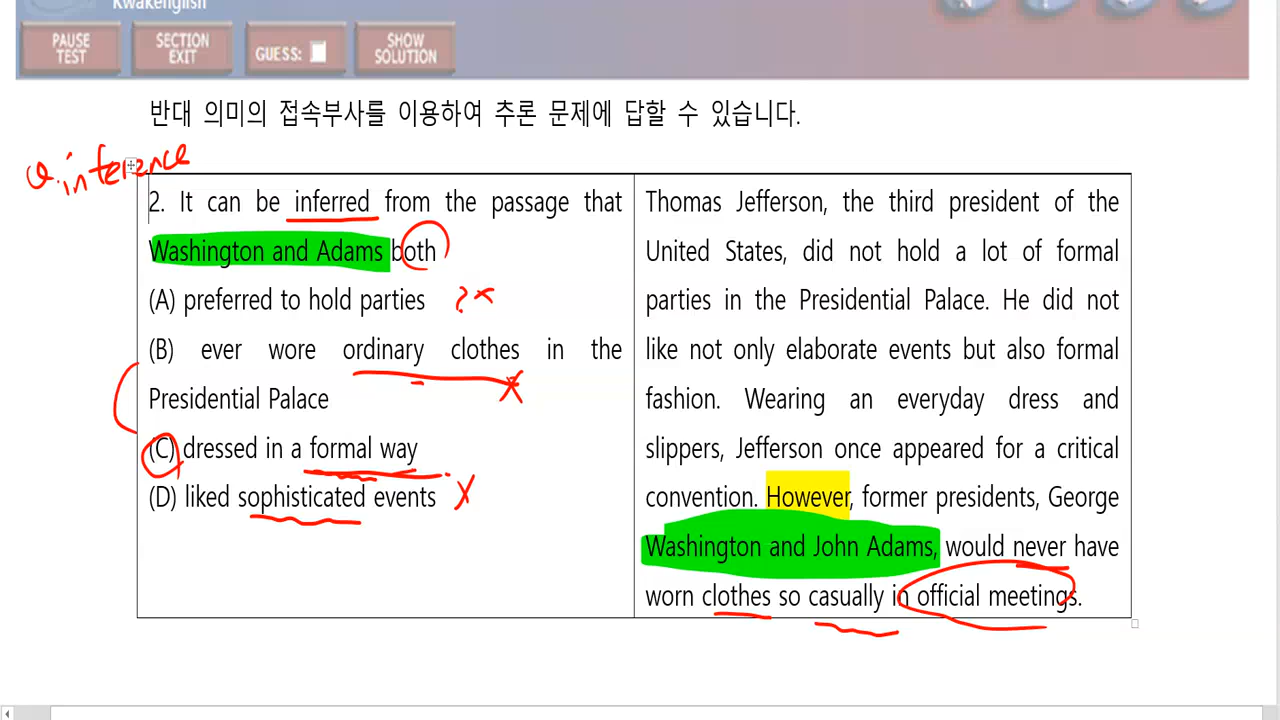 Kwakenglish
PAUSE TEST
SECTION EXIT
GUESS:
SHOW SOLUTION
반대 의미의 접속부사를 이용하여 추론 문제에 답할 수 있습니다.
inference
2. It can be inferred from the passage that
Washington and Adams both
(A) preferred to hold parties
?x
(B) ever wore ordinary clothes in the
Presidential Palace
(C) dressed in a formal way
(D) liked sophisticated events
Thomas Jefferson, the third president of the
United States, did not hold a lot of formal
parties in the Presidential Palace. He did not
like not only elaborate events but also formal
fashion. Wearing an everyday dress and
slippers, Jefferson once appeared for a critical
convention. However, former presidents, George
Washington and John Adams, would never have
worn clothes so casually in official meetings.